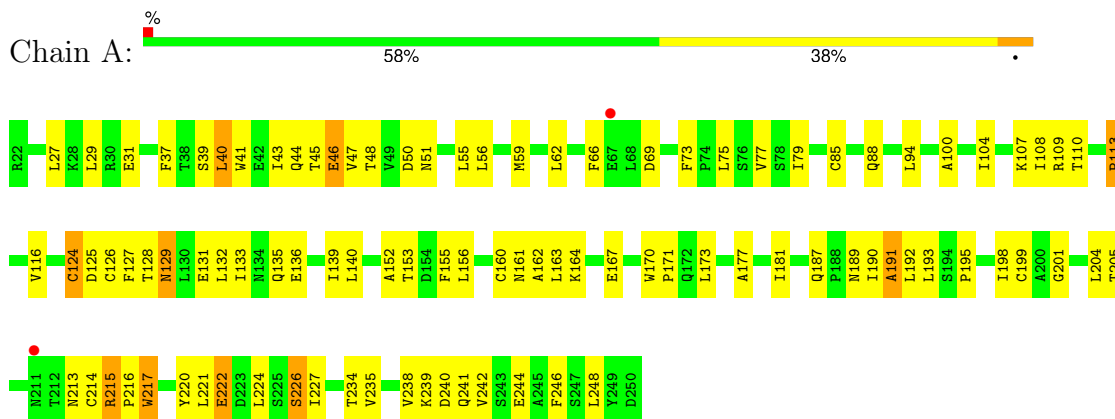 %
Chain A:
58% 38% •
R22 L27 K28 L29 R30 E31 F37 T38 S39 L40 W41 E42 I43 Q44 T45 E46 V47 T48 V49 D50 N51 L55 L56 M59 L62 F66 E67 L68 D69 F73 P74 L75 S76 V77 S78 I79 C85 Q88 L94 A100 I104 K107 I108 R109 T110
V116 C124 D125 C126 F127 T128 N129 L130 E131 L132 I133 N134 Q135 E136 I139 L140 A152 T153 D154 F155 L156 C160 N161 A162 L163 K164 E167 W170 P171 Q172 L173 A177 I181 Q187 P188 N189 I190 A191 L192 L193 S194 P195 I198 C199 A200 G201 L204
N211 T212 N213 C214 R215 P216 W217 Y220 L221 E222 D223 L224 S225 S226 I227 T234 V235 V238 K239 D240 Q241 V242 S243 E244 A245 F246 S247 L248 Y249 D250